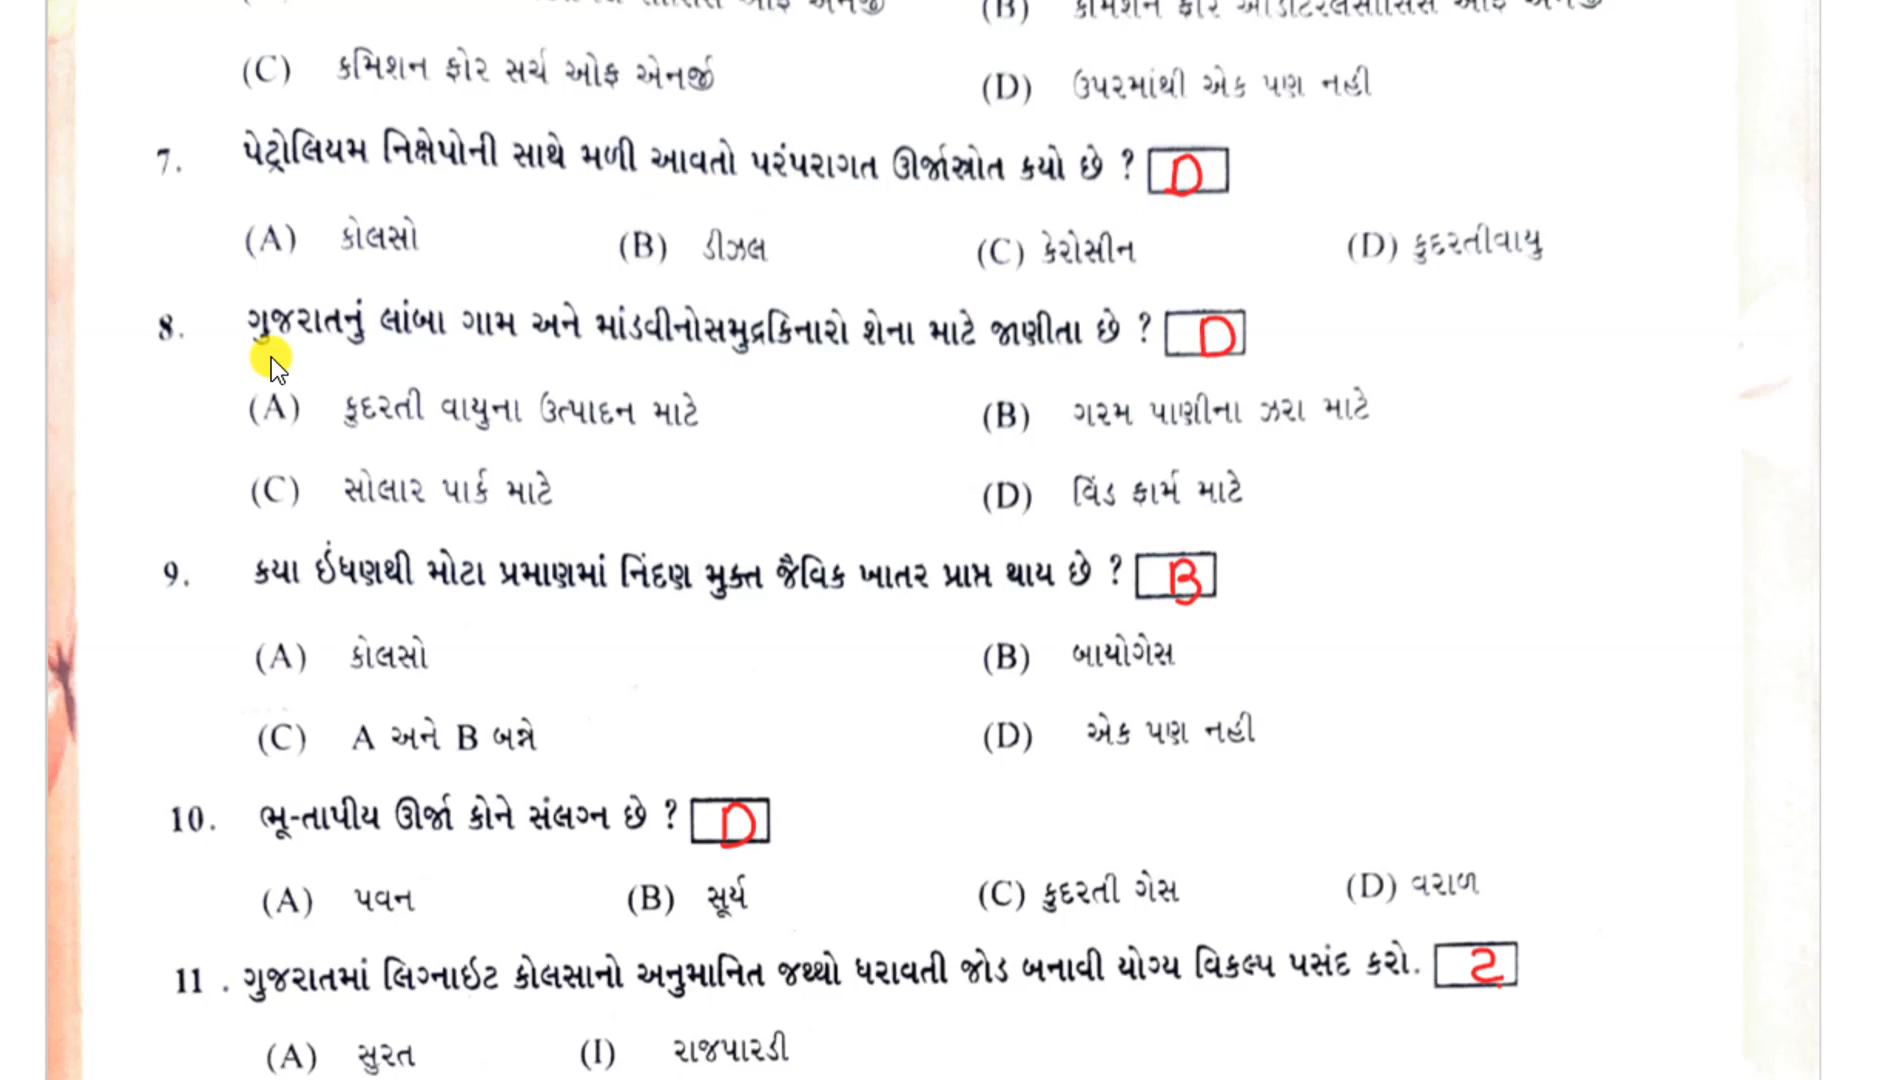 (B)
(C) કમિશન ફોર સર્ચ ઓફ એનર્જી (D) ઉપરમાંથી એક પણ નહી
7. પેટ્રોલિયમ નિક્ષેપોની સાથે મળી આવતો પરંપરાગત ઊર્જાસ્ત્રોત કયો છે ? D
(A) કોલસો (B) ડીઝલ (C) કેરોસીન (D) કુદરતીવાયુ
8. ગુજરાતનું લાંબા ગામ અને માંડવીનોસમુદ્રકિનારો શેના માટે જાણીતા છે ? D
(A) કુદરતી વાયુના ઉત્પાદન માટે (B) ગરમ પાણીના ઝરા માટે
(C) સોલાર પાર્ક માટે (D) વિંડ ફાર્મ માટે
9. કયા ઈંધણથી મોટા પ્રમાણમાં નિંદણ મુક્ત જૈવિક ખાતર પ્રાપ્ત થાય છે ? B
(A) કોલસો (B) બાયોગેસ
(C) A અને B બન્ને (D) એક પણ નહી
10. ભૂ-તાપીય ઊર્જા કોને સંલગ્ન છે ? D
(A) પવન (B) સૂર્ય (C) કુદરતી ગેસ (D) વરાળ
11 . ગુજરાતમાં લિગ્નાઇટ કોલસાનો અનુમાનિત જથ્થો ધરાવતી જોડ બનાવી યોગ્ય વિકલ્પ પસંદ કરો. 2
(A) સુરત (I) રાજપારડી